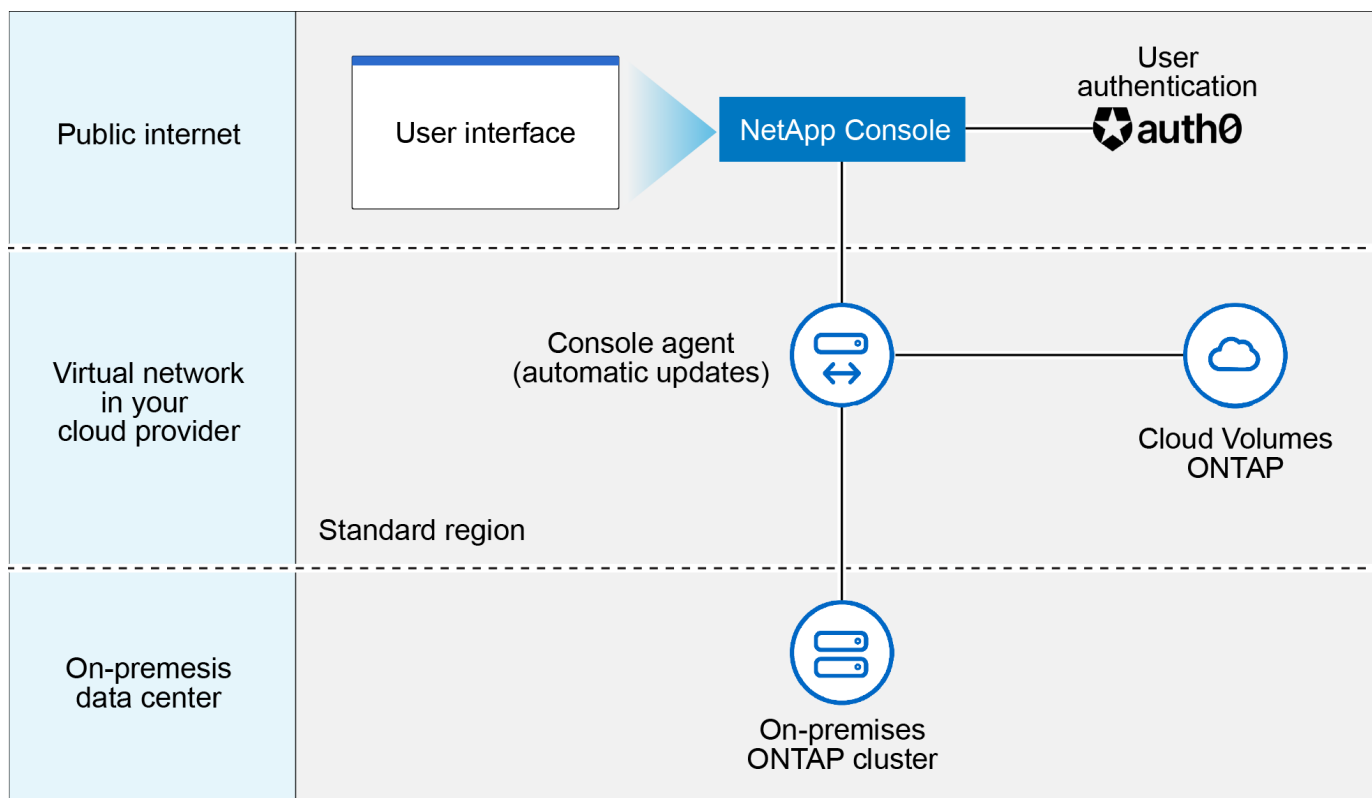 Public internet
User interface
NetApp Console
User
authentication
auth0
Virtual network
in your
cloud provider
Console agent
(automatic updates)
Cloud Volumes
ONTAP
Standard region
On-premesis
data center
On-premises
ONTAP cluster